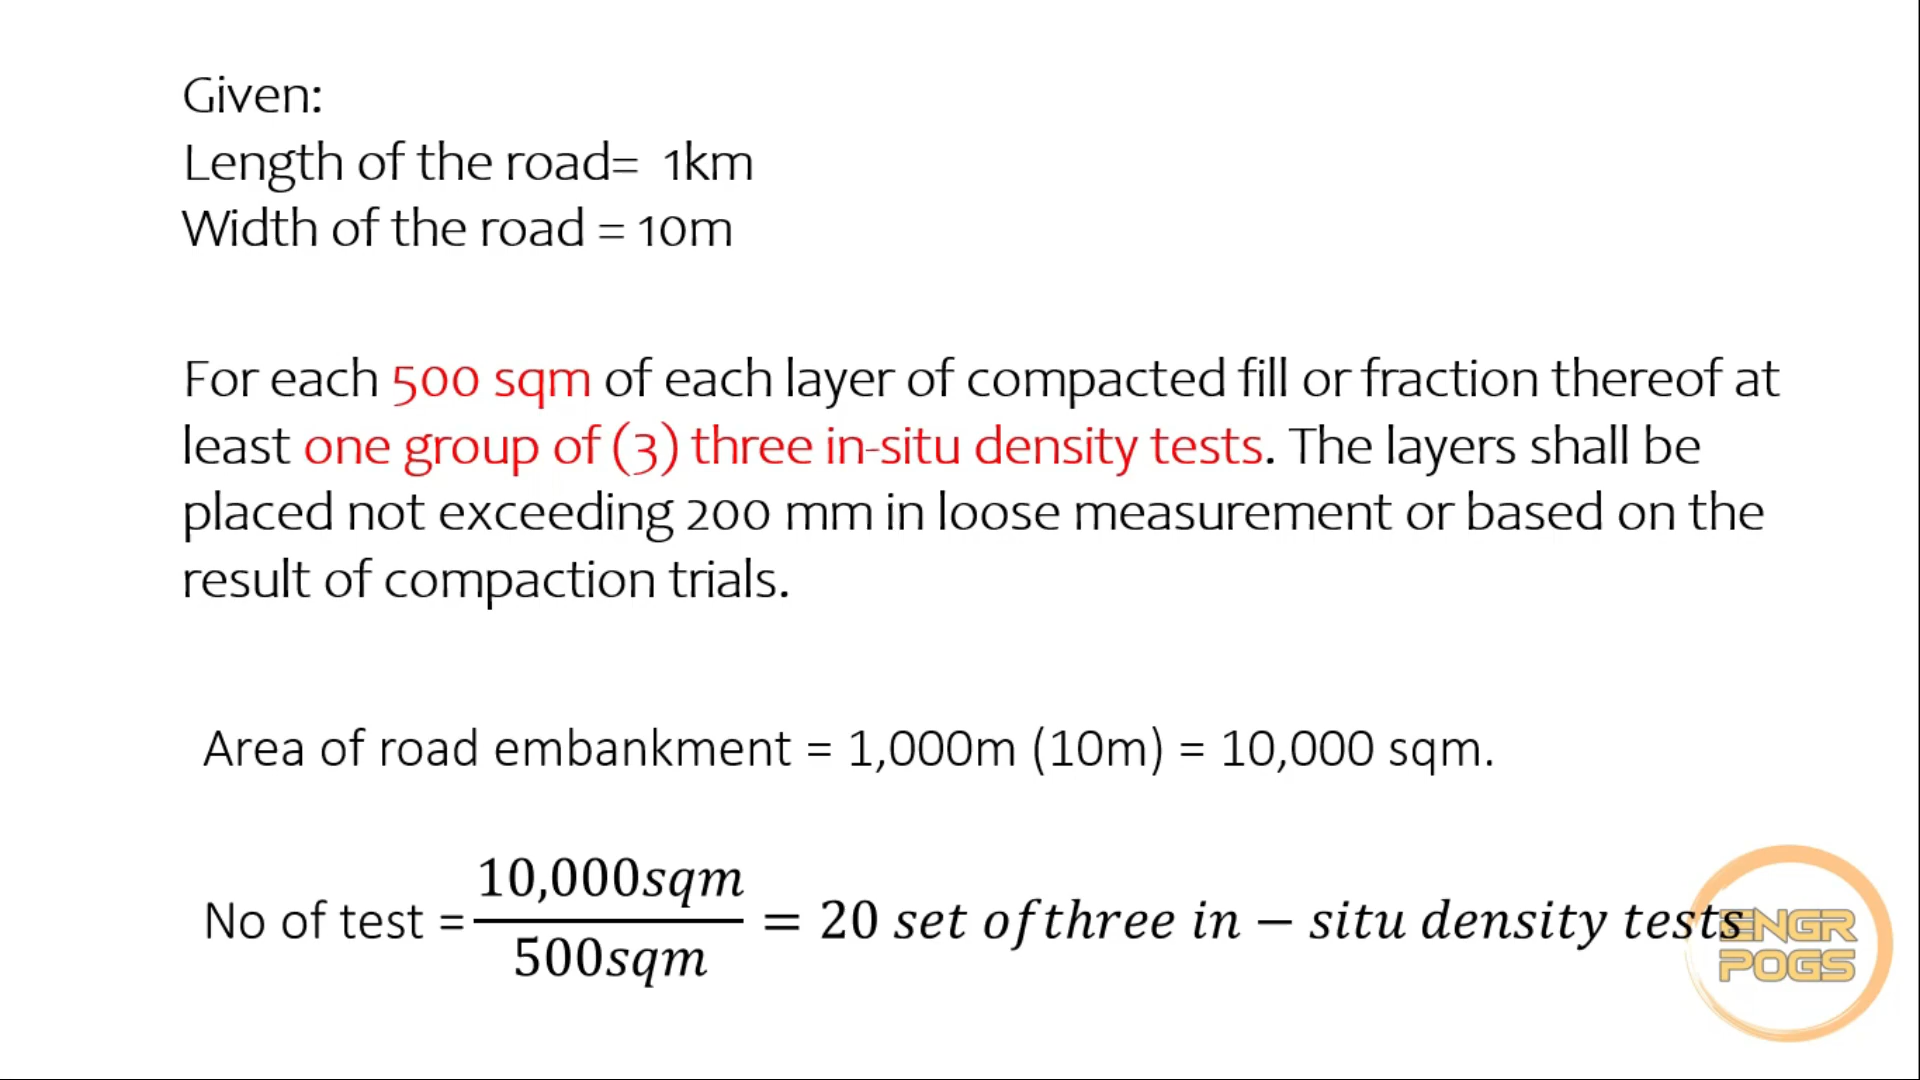 Given:
Length of the road= 1km
Width of the road = 10m
For each 500 sqm of each layer of compacted fill or fraction thereof at
least one group of (3) three in-situ density tests. The layers shall be
placed not exceeding 200 mm in loose measurement or based on the
result of compaction trials.
Area of road embankment = 1,000m (10m) = 10,000 sqm.
No of test = 10,000sqm / 500sqm = 20 set of three in − situ density tests
ENGR
POGS